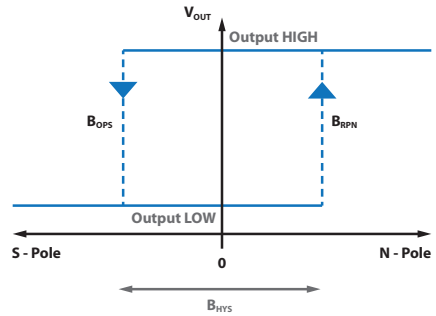 VOUT
Output HIGH
BOPS
BRPN
Output LOW
S - Pole
0
N - Pole
BHYS